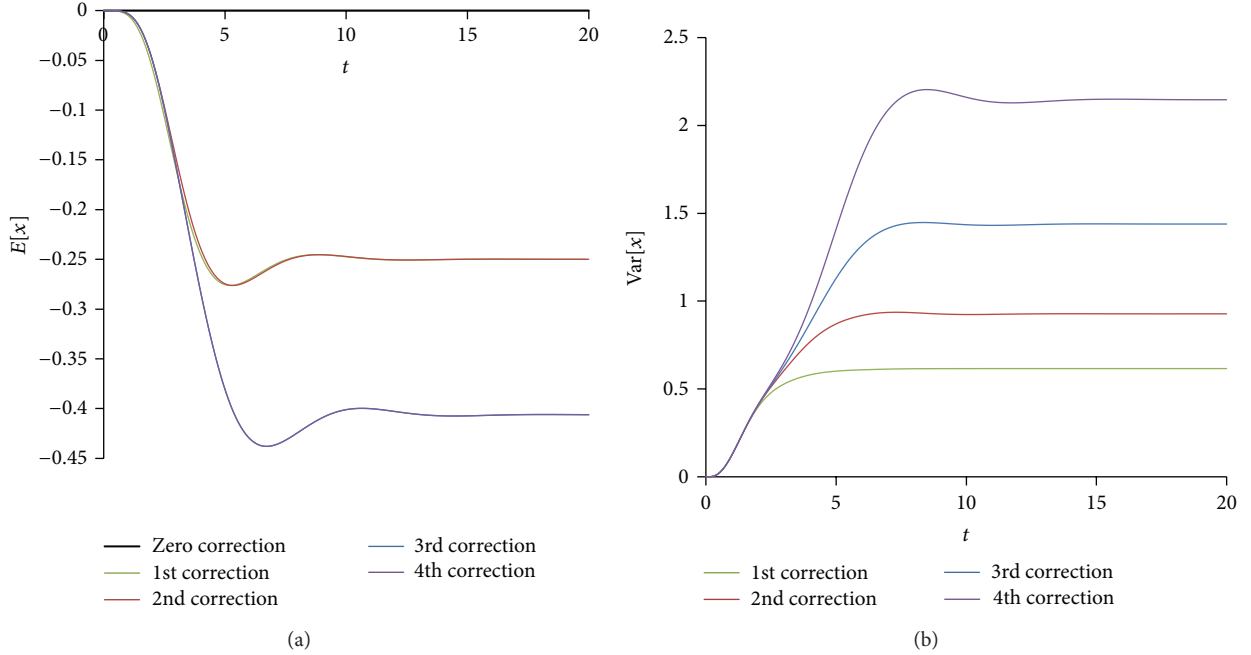 0
0
5
10
15
20
t
−0.05
−0.1
−0.15
−0.2
−0.25
−0.3
−0.35
−0.4
−0.45
E[x]
Zero correction
1st correction
2nd correction
3rd correction
4th correction
(a)
2.5
2
1.5
1
0.5
0
Var[x]
0
5
10
15
20
t
1st correction
2nd correction
3rd correction
4th correction
(b)